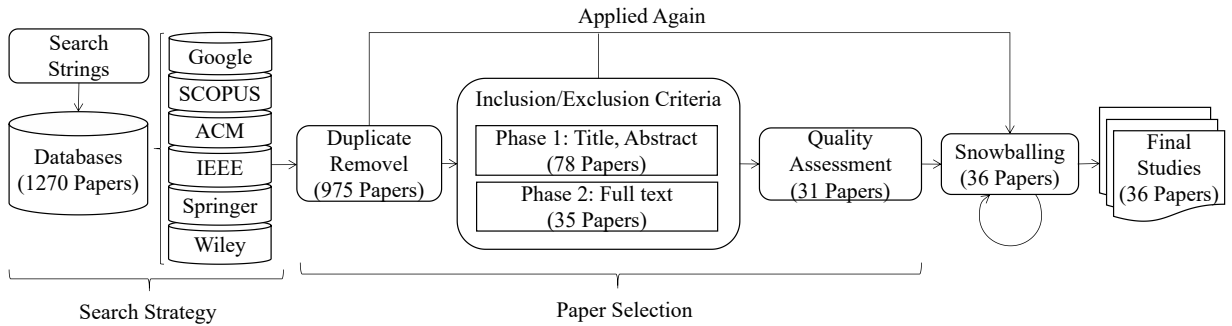 Applied Again
Search
Strings
Databases
(1270 Papers)
Google
SCOPUS
ACM
IEEE
Springer
Wiley
Duplicate
Removel
(975 Papers)
Inclusion/Exclusion Criteria
Phase 1: Title, Abstract
(78 Papers)
Phase 2: Full text
(35 Papers)
Quality
Assessment
(31 Papers)
Snowballing
(36 Papers)
Final
Studies
(36 Papers)
Search Strategy
Paper Selection